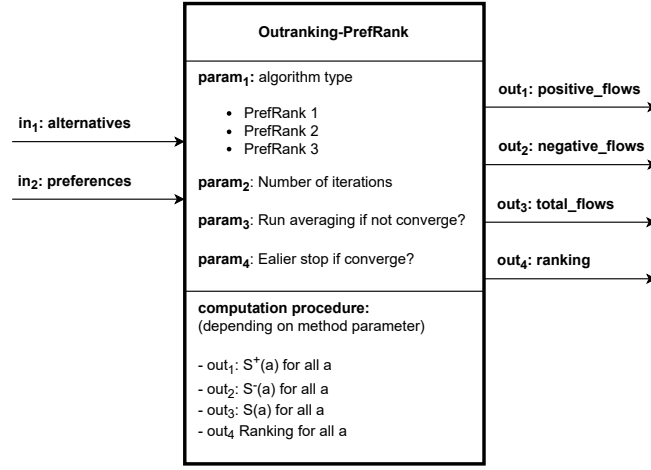 Outranking-PrefRank
param₁: algorithm type
• PrefRank 1
• PrefRank 2
• PrefRank 3
param₂: Number of iterations
param₃: Run averaging if not converge?
param₄: Ealier stop if converge?
in₁: alternatives
in₂: preferences
out₁: positive_flows
out₂: negative_flows
out₃: total_flows
out₄: ranking
computation procedure:
(depending on method parameter)
- out₁: S⁺(a) for all a
- out₂: S⁻(a) for all a
- out₃: S(a) for all a
- out₄ Ranking for all a